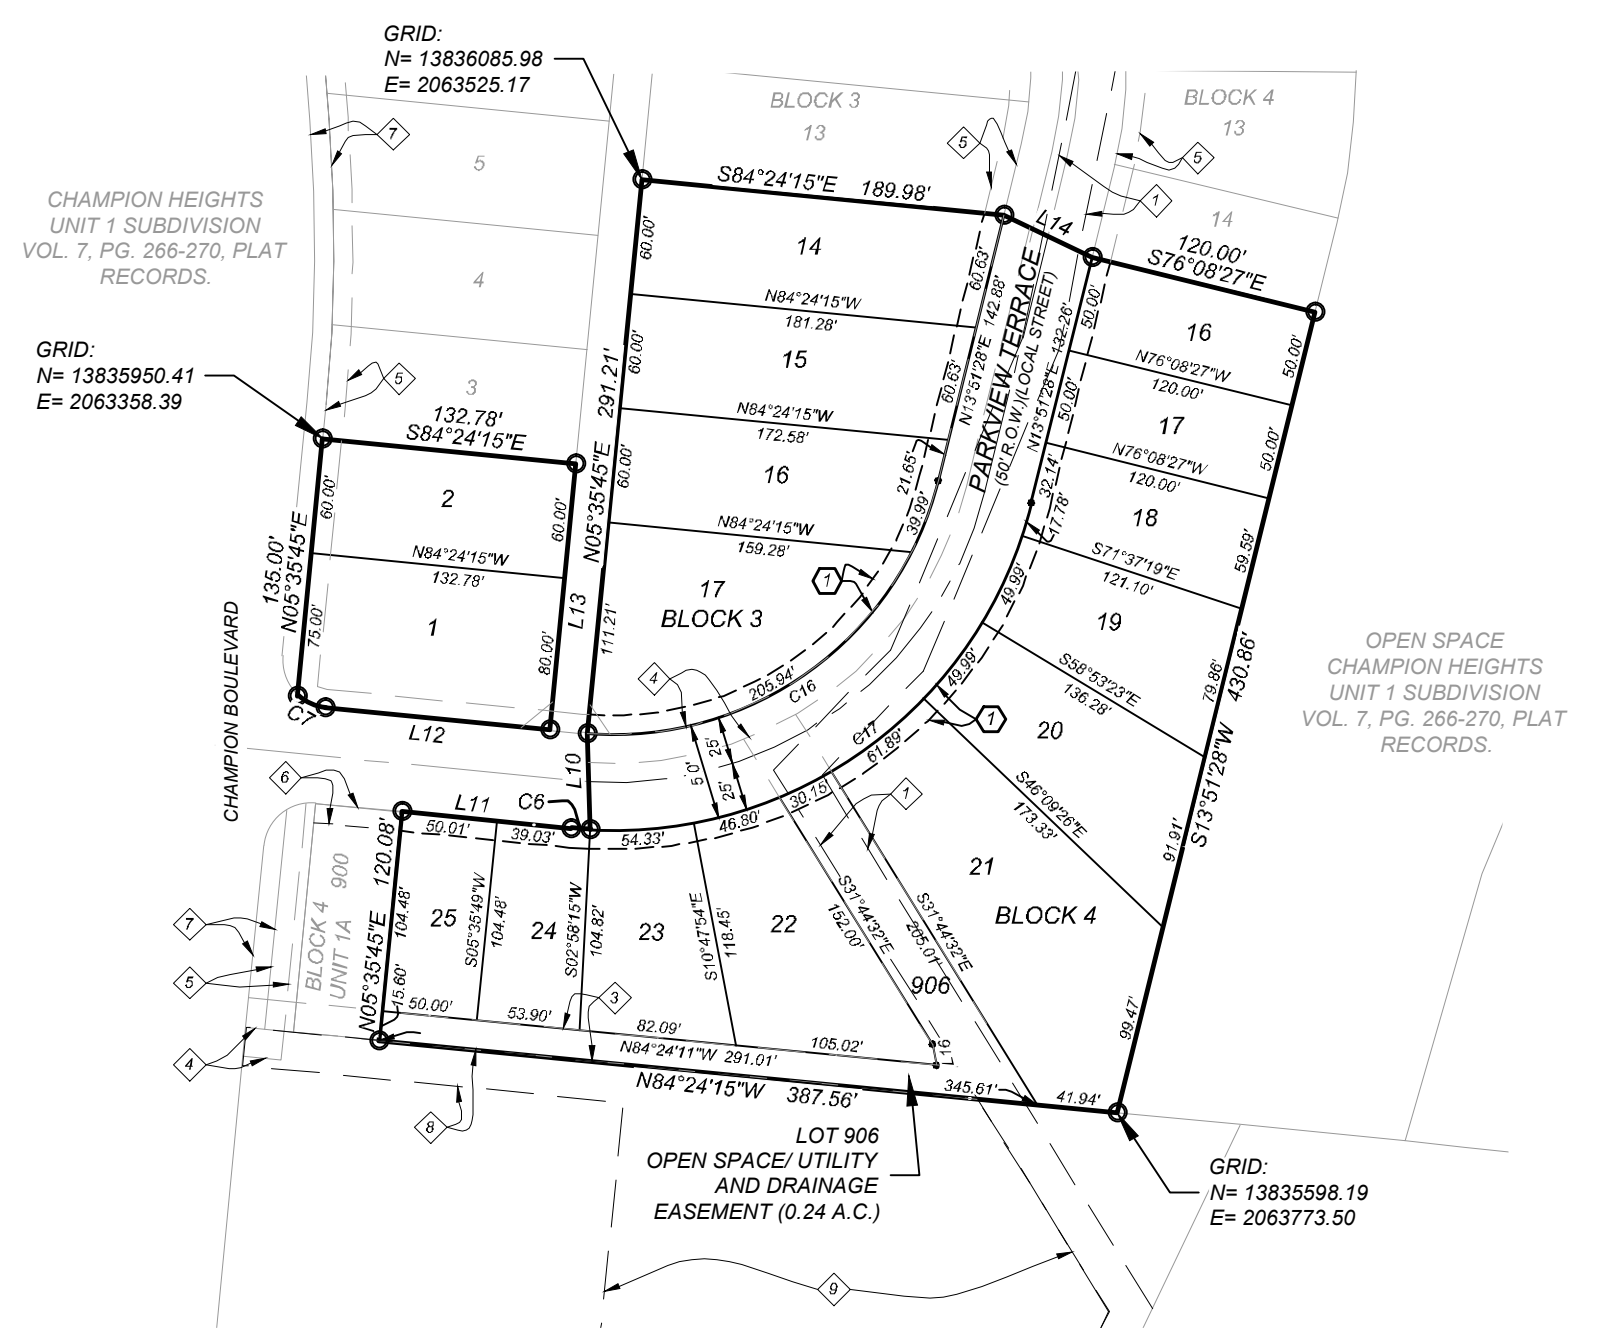 GRID:
N= 13836085.98
E= 2063525.17
BLOCK 3
13
BLOCK 4
13
5
7
5
5
1
CHAMPION HEIGHTS
UNIT 1 SUBDIVISION
VOL. 7, PG. 266-270, PLAT
RECORDS.
S84°24'15"E 189.98'
L14
14
120.00'
S76°08'27"E
4
60.00'
14
60.63'
N84°24'15"W
181.28'
PARKVIEW TERRACE
(50' R.O.W.)(LOCAL STREET)
N13°51'28"E 142.88'
N13°51'28"E 132.26'
50.00'
16
50.00'
N76°08'27"W
120.00'
GRID:
N= 13835950.41
E= 2063358.39
5
3
132.78'
S84°24'15"E
60.00'
15
60.63'
N84°24'15"W
172.58'
50.00'
17
50.00'
N76°08'27"W
120.00'
291.21'
N05°35'45"E
60.00'
16
21.65'
39.99'
N84°24'15"W
159.28'
32.14'
17.78'
18
59.59'
S71°37'19"E
121.10'
60.00'
2
60.00'
N84°24'15"W
132.78'
135.00'
N05°35'45"E
75.00'
1
80.00'
L13
111.21'
17
BLOCK 3
1
49.99'
19
79.86'
S58°53'23"E
136.28'
S13°51'28"W 430.86'
OPEN SPACE
CHAMPION HEIGHTS
UNIT 1 SUBDIVISION
VOL. 7, PG. 266-270, PLAT
RECORDS.
CHAMPION BOULEVARD
C7
L12
4
205.94'
C16
49.99'
1
C17
61.89'
20
S46°09'26"E
173.33'
91.91'
L10
5.0'
25'
25'
6
L11
C6
50.01'
39.03'
54.33'
46.80'
30.15'
1
120.08'
N05°35'45"E
104.48'
15.60'
25
S05°35'49"W
104.48'
24
S02°58'15"W
104.82'
23
S10°47'54"E
118.45'
22
S31°44'32"E
152.00'
S31°44'32"E
205.01'
21
BLOCK 4
906
L16
99.47'
BLOCK 4 900
UNIT 1A
7
5
4
50.00'
53.90'
3
82.09'
105.02'
N84°24'11"W 291.01'
N84°24'15"W 387.56'
345.61'
41.94'
8
LOT 906
OPEN SPACE/ UTILITY
AND DRAINAGE
EASEMENT (0.24 A.C.)
GRID:
N= 13835598.19
E= 2063773.50
9